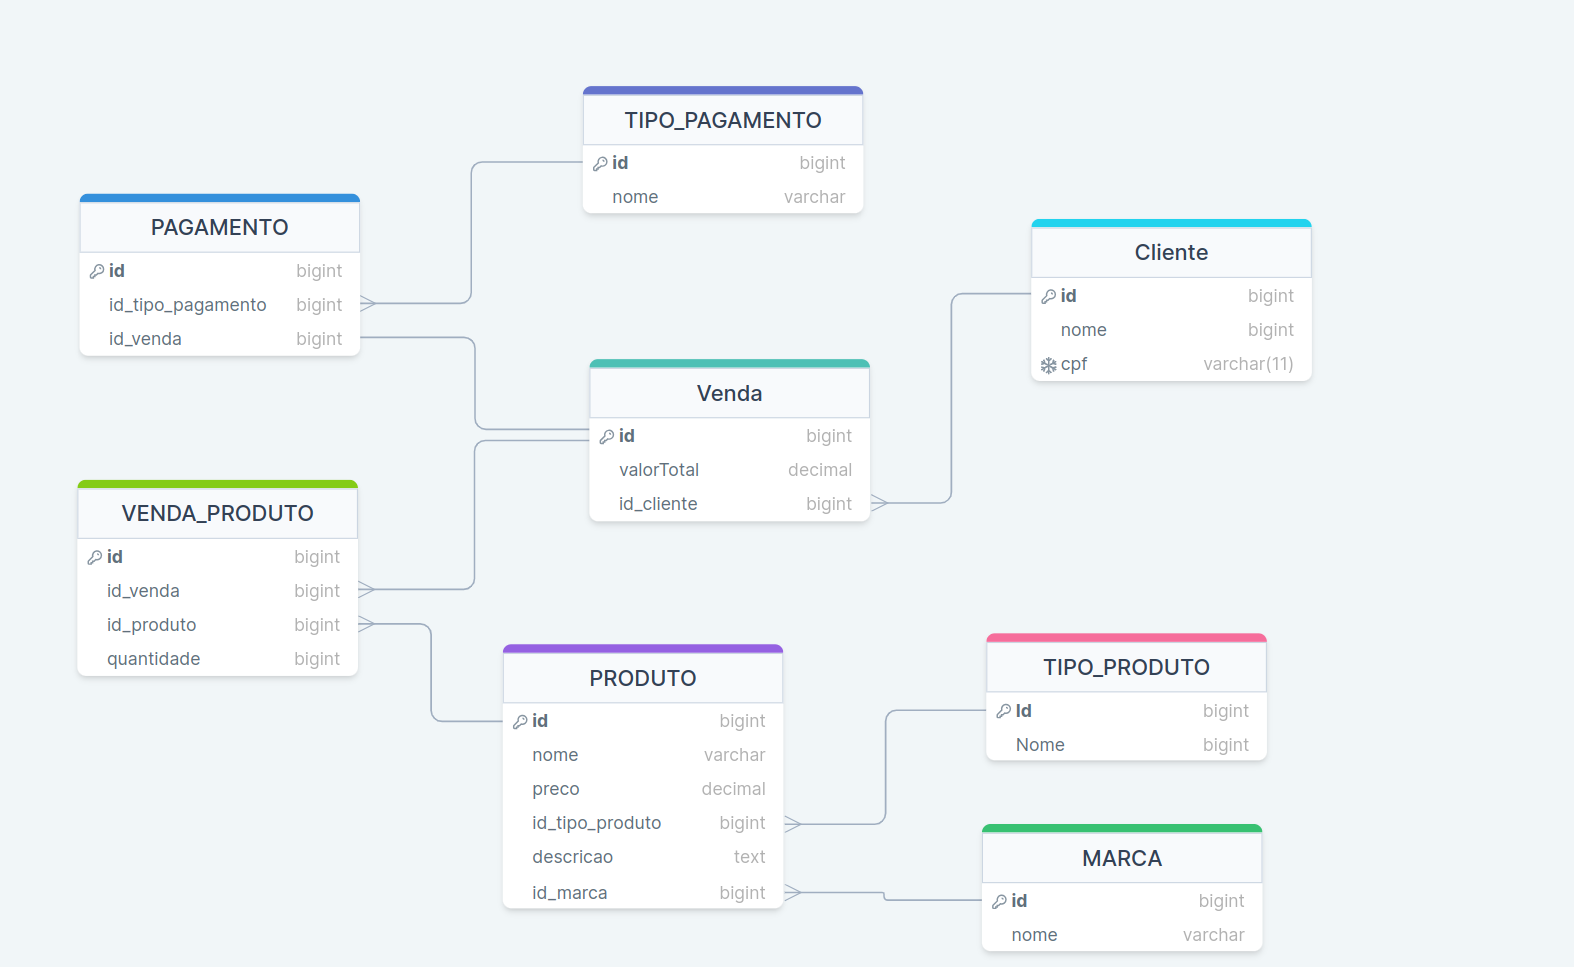 TIPO_PAGAMENTO
id bigint
nome varchar
PAGAMENTO
id bigint
id_tipo_pagamento bigint
id_venda bigint
Cliente
id bigint
nome bigint
cpf varchar(11)
Venda
id bigint
valorTotal decimal
id_cliente bigint
VENDA_PRODUTO
id bigint
id_venda bigint
id_produto bigint
quantidade bigint
PRODUTO
id bigint
nome varchar
preco decimal
id_tipo_produto bigint
descricao text
id_marca bigint
TIPO_PRODUTO
Id bigint
Nome bigint
MARCA
id bigint
nome varchar